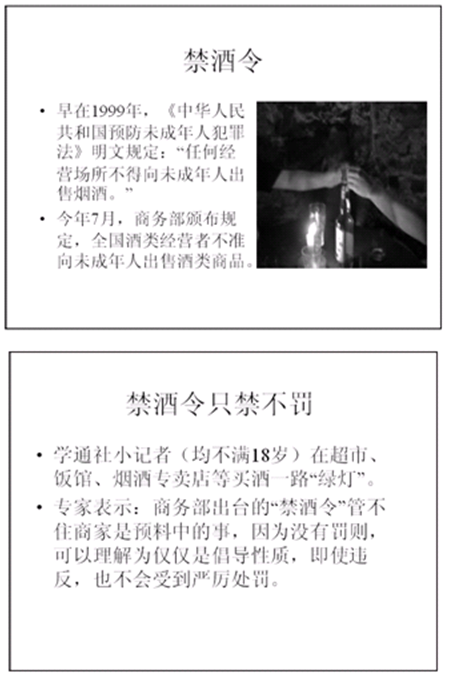 禁酒令
• 早在1999年，《中华人民
共和国预防未成年人犯罪
法》明文规定：“任何经
营场所不得向未成年人出
售烟酒。”
• 今年7月，商务部颁布规
定，全国酒类经营者不准
向未成年人出售酒类商品。
禁酒令只禁不罚
• 学通社小记者（均不满18岁）在超市、
饭馆、烟酒专卖店等买酒一路“绿灯”。
• 专家表示：商务部出台的“禁酒令”管不
住商家是预料中的事，因为没有罚则，
可以理解为仅仅是倡导性质，即使违
反，也不会受到严厉处罚。